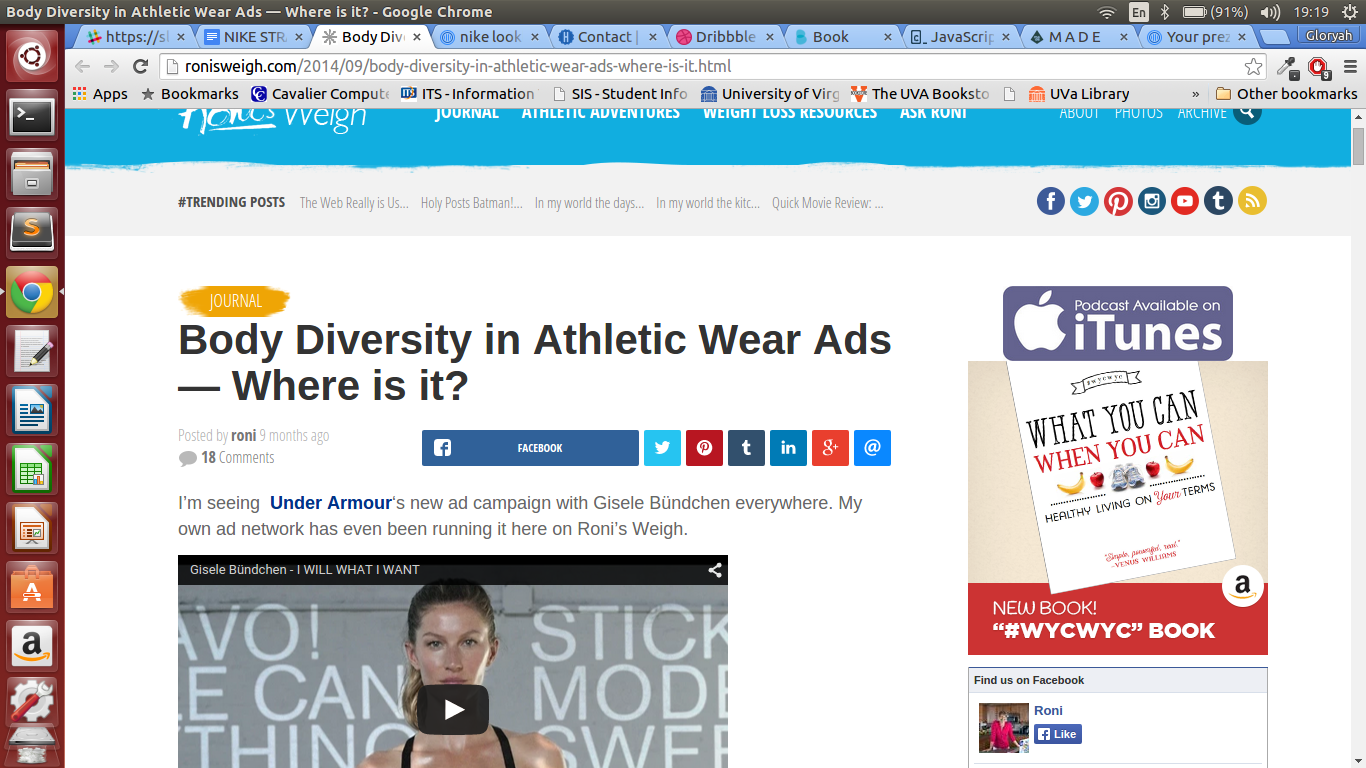 Body Diversity in Athletic Wear Ads — Where is it? - Google Chrome
En (91%) 19:19
https://sl NIKE STRA Body Dive nike look Contact | Dribbble Book JavaScrip M A D E Your prez Gloryah
ronisweigh.com/2014/09/body-diversity-in-athletic-wear-ads-where-is-it.html
9
Apps Bookmarks Cavalier Compute ITS - Information SIS - Student Info University of Virg The UVA Booksto UVa Library » Other bookmarks
Roni's Weigh JOURNAL ATHLETIC ADVENTURES WEIGHT LOSS RESOURCES ASK RONI ABOUT PHOTOS ARCHIVE
#TRENDING POSTS The Web Really is Us... Holy Posts Batman!... In my world the days... In my world the kitc... Quick Movie Review: ...
JOURNAL
Body Diversity in Athletic Wear Ads
— Where is it?
Posted by roni 9 months ago
18 Comments
FACEBOOK
I'm seeing Under Armour‘s new ad campaign with Gisele Bündchen everywhere. My
own ad network has even been running it here on Roni's Weigh.
Gisele Bündchen - I WILL WHAT I WANT
AVO! STICK
E CAN MODE
THING SWEE
Podcast Available on
iTunes
#wycwyc
WHAT YOU CAN
WHEN YOU CAN
HEALTHY LIVING ON Your TERMS
"Simple, powerful, real."
-VENUS WILLIAMS
NEW BOOK!
“#WYCWYC” BOOK
Find us on Facebook
Roni
Like